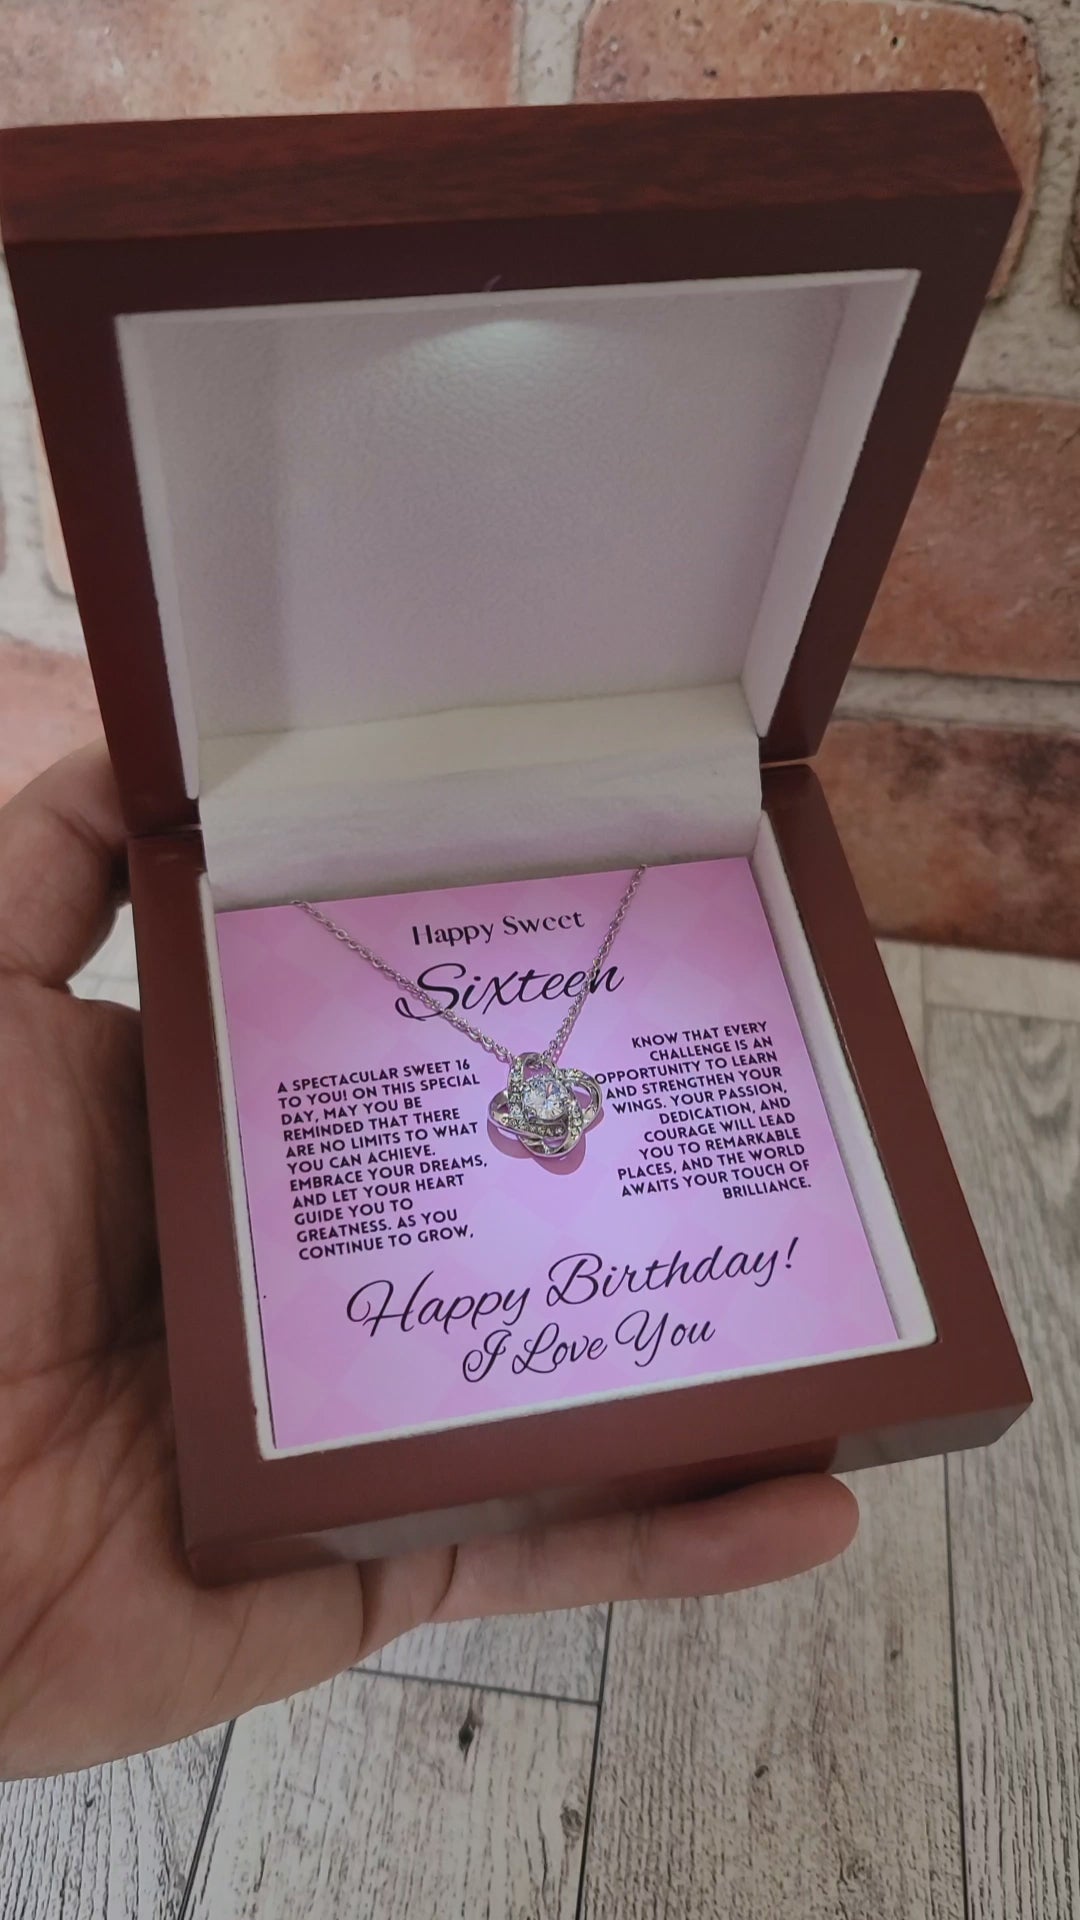 Happy Sweet
Sixteen
A SPECTACULAR SWEET 16
TO YOU! ON THIS SPECIAL
DAY, MAY YOU BE
REMINDED THAT THERE
ARE NO LIMITS TO WHAT
YOU CAN ACHIEVE.
EMBRACE YOUR DREAMS,
AND LET YOUR HEART
GUIDE YOU TO
GREATNESS. AS YOU
CONTINUE TO GROW,
KNOW THAT EVERY
CHALLENGE IS AN
OPPORTUNITY TO LEARN
AND STRENGTHEN YOUR
WINGS. YOUR PASSION,
DEDICATION, AND
COURAGE WILL LEAD
YOU TO REMARKABLE
PLACES, AND THE WORLD
AWAITS YOUR TOUCH OF
BRILLIANCE.
Happy Birthday!
I Love You